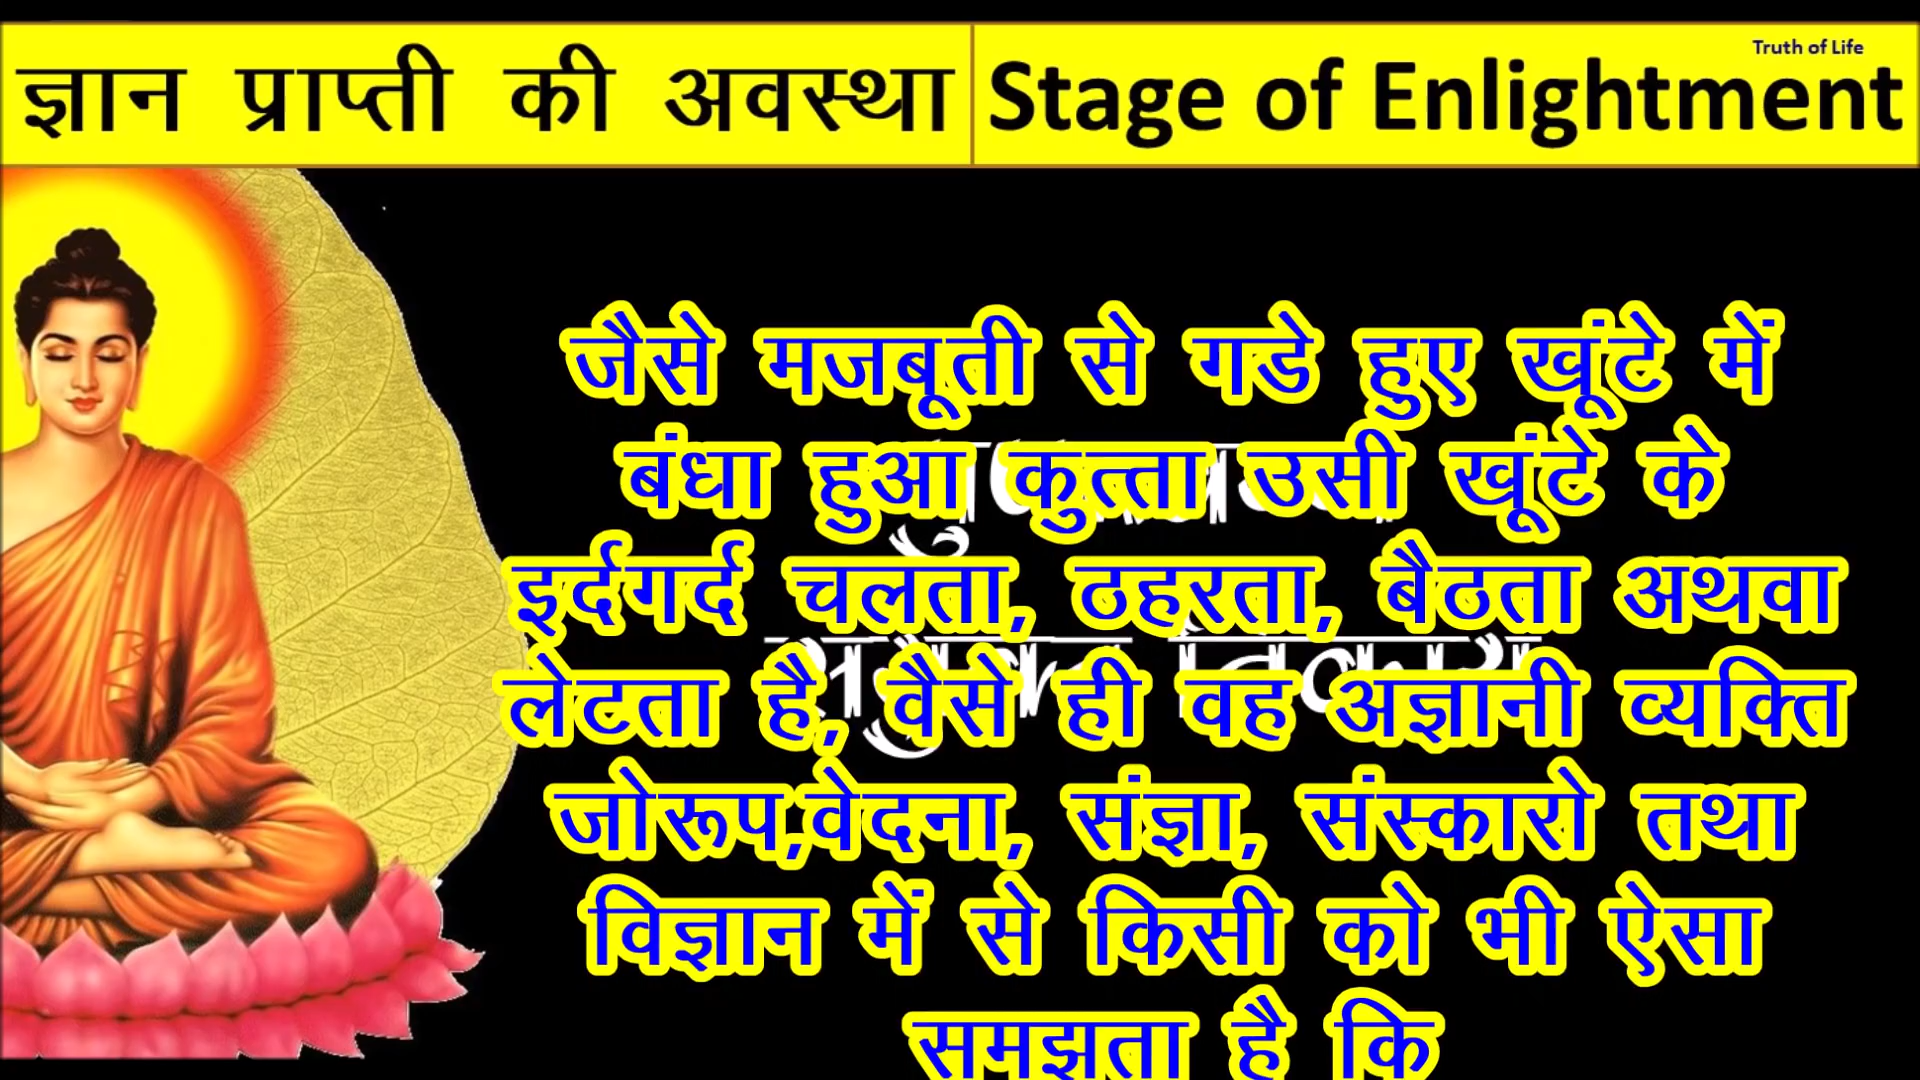 ज्ञान प्राप्ती की अवस्था
Stage of Enlightment
Truth of Life
जैसे मजबूती से गडे हुए खूंटे में
बंधा हुआ कुत्ता उसी खूंटे के
इर्दगर्द चलता, ठहरता, बैठता अथवा
लेटता है, वैसे ही वह अज्ञानी व्यक्ति
जोरूप,वेदना, संज्ञा, संस्कारो तथा
विज्ञान में से किसी को भी ऐसा
समझता है कि